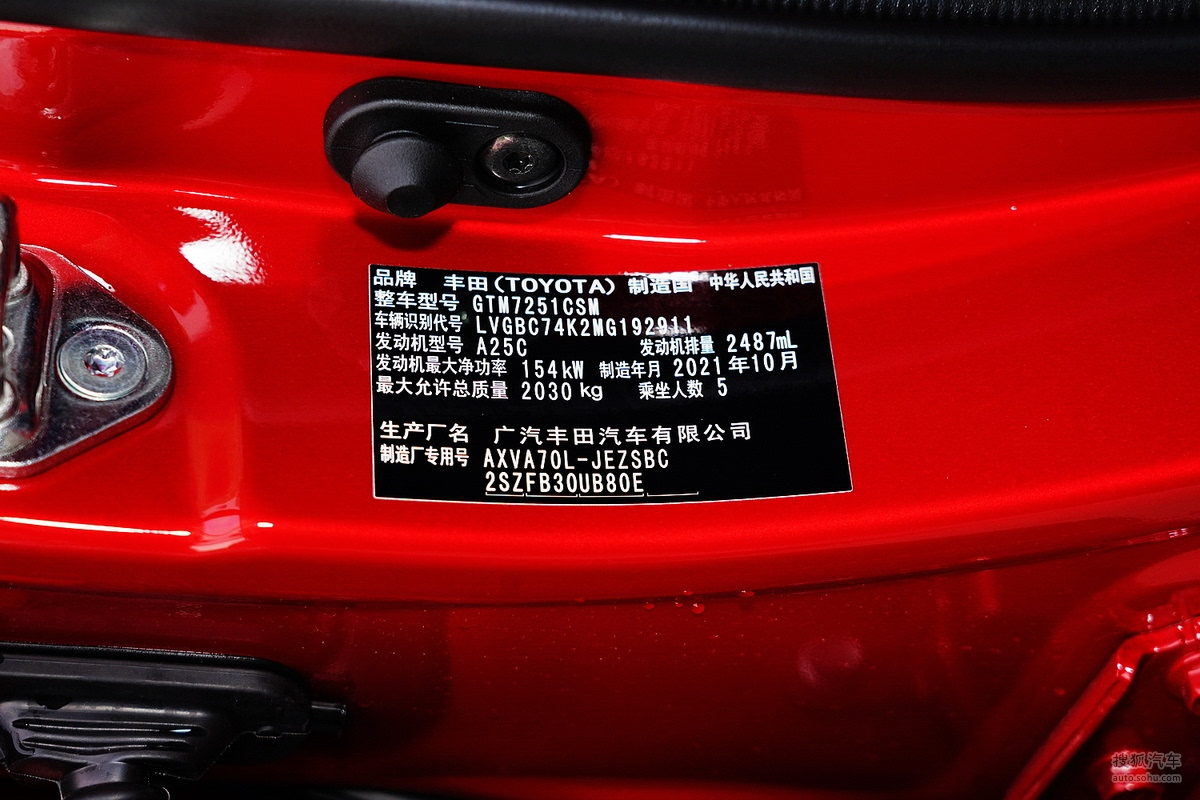 品牌 丰田(TOYOTA) 制造国 中华人民共和国
整车型号 GTM7251CSM
车辆识别代号 LVGBC74K2MG192911
发动机型号 A25C 发动机排量 2487mL
发动机最大净功率 154kW 制造年月 2021年10月
最大允许总质量 2030kg 乘坐人数 5
生产厂名 广汽丰田汽车有限公司
制造厂专用号 AXVA70L-JEZSBC
2SZFB30UB80E
搜狐汽车
auto.sohu.com